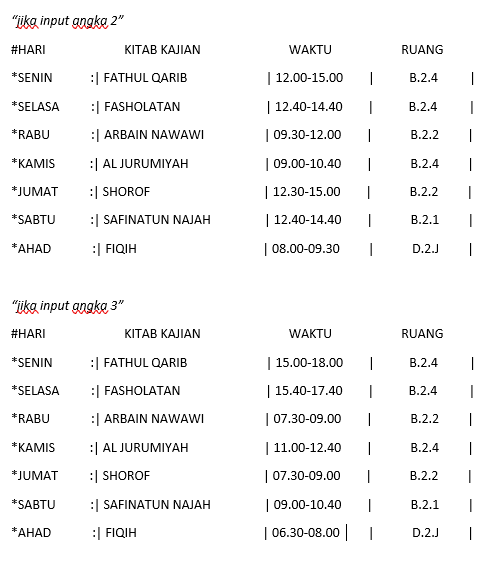 “jika input angka 2”
#HARI KITAB KAJIAN WAKTU RUANG
*SENIN :| FATHUL QARIB | 12.00-15.00 | B.2.4 |
*SELASA :| FASHOLATAN | 12.40-14.40 | B.2.4 |
*RABU :| ARBAIN NAWAWI | 09.30-12.00 | B.2.2 |
*KAMIS :| AL JURUMIYAH | 09.00-10.40 | B.2.4 |
*JUMAT :| SHOROF | 12.30-15.00 | B.2.2 |
*SABTU :| SAFINATUN NAJAH | 12.40-14.40 | B.2.1 |
*AHAD :| FIQIH | 08.00-09.30 | D.2.J |
“jika input angka 3”
#HARI KITAB KAJIAN WAKTU RUANG
*SENIN :| FATHUL QARIB | 15.00-18.00 | B.2.4 |
*SELASA :| FASHOLATAN | 15.40-17.40 | B.2.4 |
*RABU :| ARBAIN NAWAWI | 07.30-09.00 | B.2.2 |
*KAMIS :| AL JURUMIYAH | 11.00-12.40 | B.2.4 |
*JUMAT :| SHOROF | 07.30-09.00 | B.2.2 |
*SABTU :| SAFINATUN NAJAH | 09.00-10.40 | B.2.1 |
*AHAD :| FIQIH | 06.30-08.00 | D.2.J |